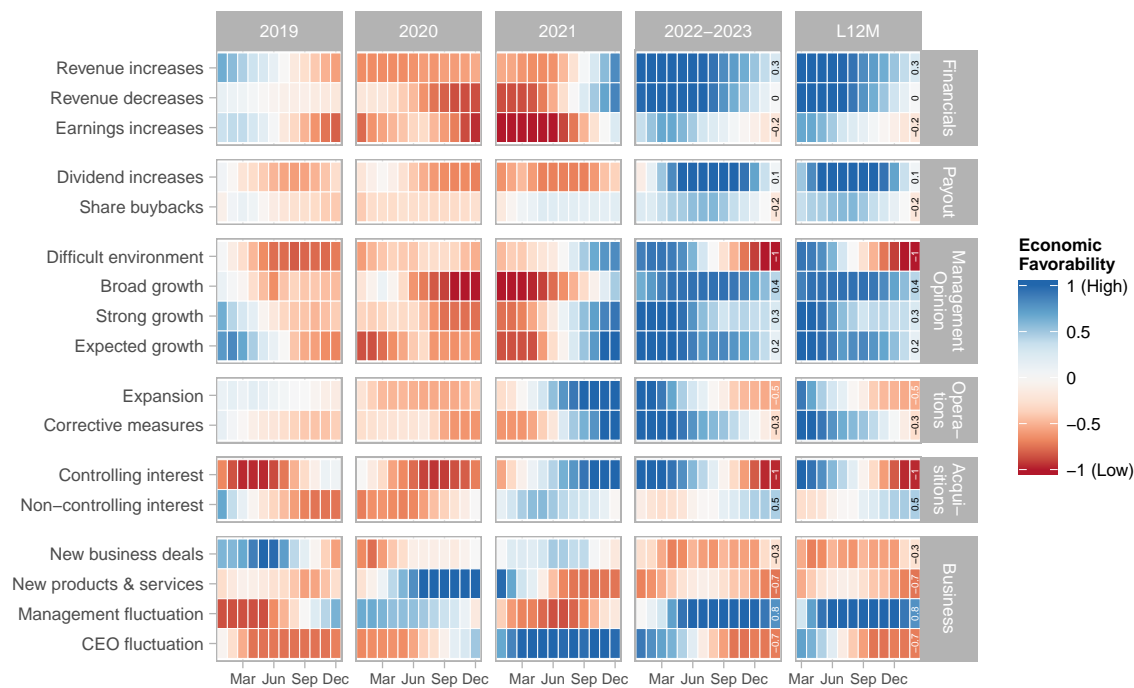 2019 2020 2021 2022–2023 L12M
Revenue increases 0.3 0.3
Revenue decreases 0 0
Earnings increases −0.2 −0.2
Financials
Dividend increases 0.1 0.1
Share buybacks −0.2 −0.2
Payout
Difficult environment −1 −1
Broad growth 0.4 0.4
Strong growth 0.3 0.3
Expected growth 0.2 0.2
Management
Opinion
Expansion −0.5 −0.5
Corrective measures −0.3 −0.3
Opera–
tions
Controlling interest −1 −1
Non–controlling interest 0.5 0.5
Acqui–
sitions
New business deals −0.3 −0.3
New products & services −0.7 −0.7
Management fluctuation 0.8 0.8
CEO fluctuation −0.7 −0.7
Business
Mar Jun Sep Dec Mar Jun Sep Dec Mar Jun Sep Dec Mar Jun Sep Dec Mar Jun Sep Dec
Economic
Favorability
1 (High)
0.5
0
−0.5
−1 (Low)